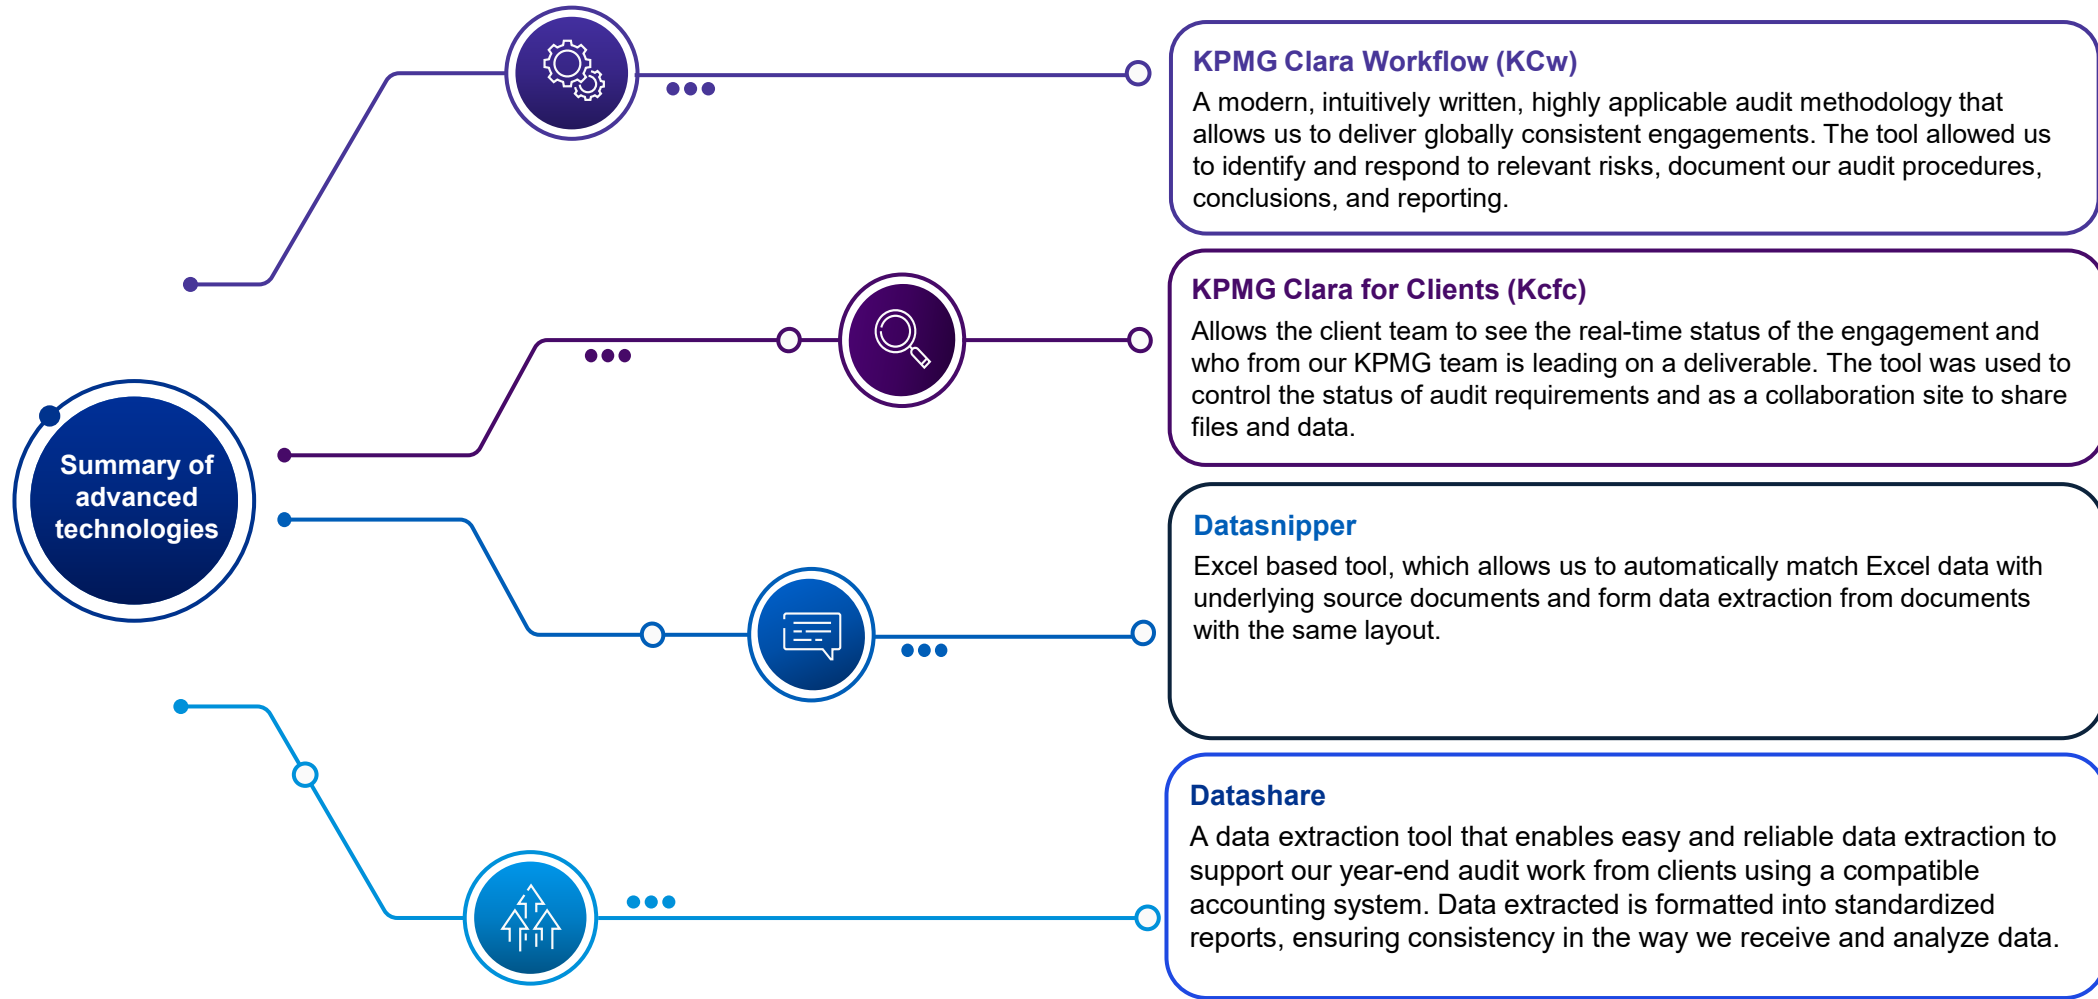 KPMG Clara Workflow (KCw)
A modern, intuitively written, highly applicable audit methodology that
allows us to deliver globally consistent engagements. The tool allowed us
to identify and respond to relevant risks, document our audit procedures,
conclusions, and reporting.
KPMG Clara for Clients (Kcfc)
Allows the client team to see the real-time status of the engagement and
who from our KPMG team is leading on a deliverable. The tool was used to
control the status of audit requirements and as a collaboration site to share
files and data.
Summary of
advanced
technologies
Datasnipper
Excel based tool, which allows us to automatically match Excel data with
underlying source documents and form data extraction from documents
with the same layout.
Datashare
A data extraction tool that enables easy and reliable data extraction to
support our year-end audit work from clients using a compatible
accounting system. Data extracted is formatted into standardized
reports, ensuring consistency in the way we receive and analyze data.